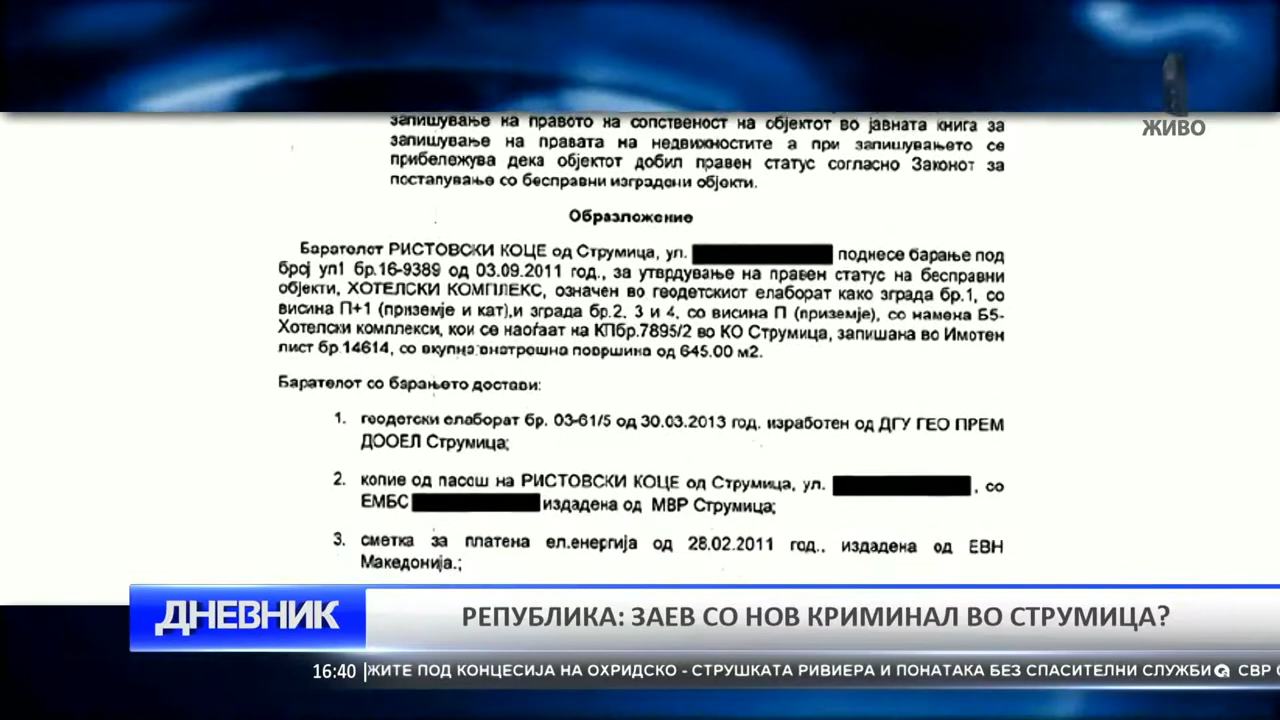 ЖИВО
запишување на правото на сопственост на објектот во јавната книга за
запишување на правата на недвижностите а при запишувањето се
прибележува дека објектот добил правен статус согласно Законот за
постапување со бесправни изградени објекти.
Образложение
Барателот РИСТОВСКИ КОЦЕ од Струмица, ул. поднесе барање под
број уп1 бр.16-9389 од 03.09.2011 год., за утврдување на правен статус на бесправни
објекти, ХОТЕЛСКИ КОМПЛЕКС, означен во геодетскиот елаборат како зграда бр.1, со
висина П+1 (приземје и кат),и зграда бр.2, 3 и 4, со висина П (приземје), со намена Б5-
Хотелски комплекси, кои се наоѓаат на КПбр.7895/2 во КО Струмица, запишана во Имотен
лист бр.14614, со вкупна внатрешна површина од 645.00 м2.
Барателот со барањето достави:
1. геодетски елаборат бр. 03-61/5 од 30.03.2013 год. изработен од ДГУ ГЕО ПРЕМ
ДООЕЛ Струмица;
2. копие од пасош на РИСТОВСКИ КОЦЕ од Струмица, ул. , со
ЕМБС издадена од МВР Струмица;
3. сметка за платена ел.енергија од 28.02.2011 год., издадена од ЕВН
Македонија.;
ДНЕВНИК
РЕПУБЛИКА: ЗАЕВ СО НОВ КРИМИНАЛ ВО СТРУМИЦА?
16:40 ЖИТЕ ПОД КОНЦЕСИЈА НА ОХРИДСКО - СТРУШКАТА РИВИЕРА И ПОНАТАКА БЕЗ СПАСИТЕЛНИ СЛУЖБИ СВР